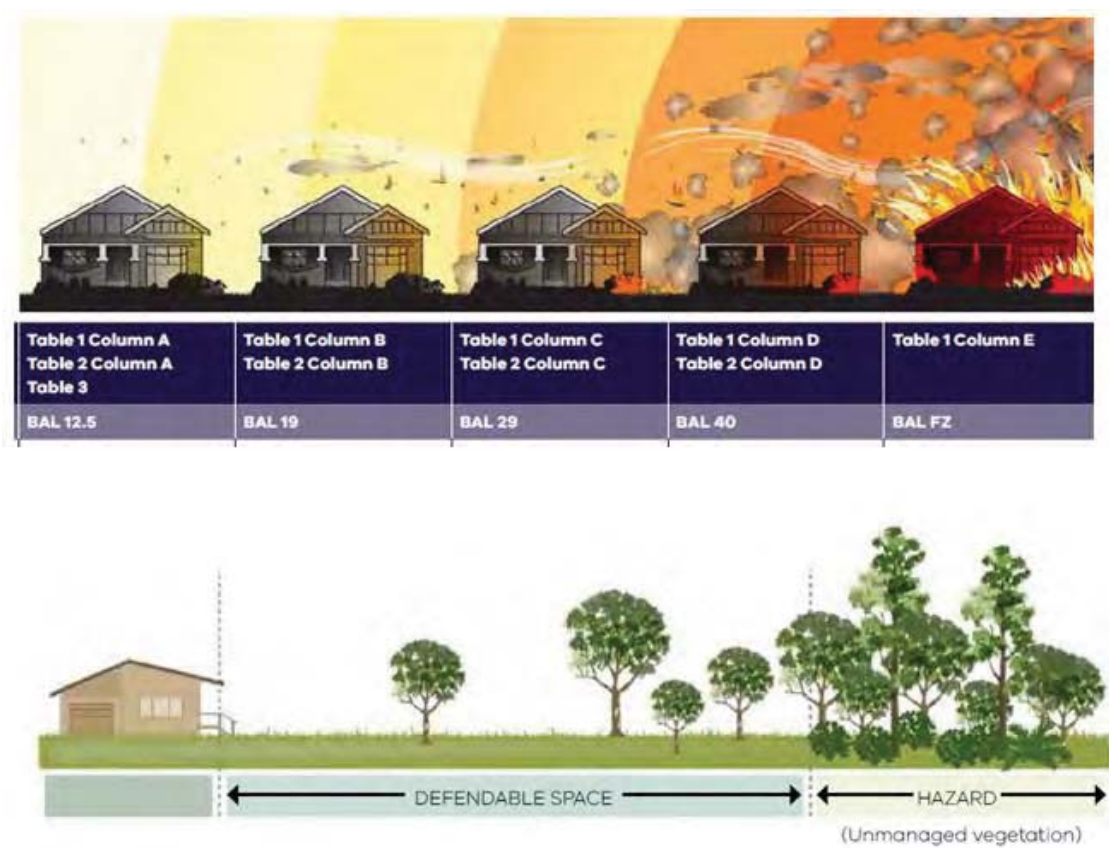 Table 1 Column A
Table 2 Column A
Table 3
Table 1 Column B
Table 2 Column B
Table 1 Column C
Table 2 Column C
Table 1 Column D
Table 2 Column D
Table 1 Column E
BAL 12.5
BAL 19
BAL 29
BAL 40
BAL FZ
DEFENDABLE SPACE
HAZARD
(Unmanaged vegetation)